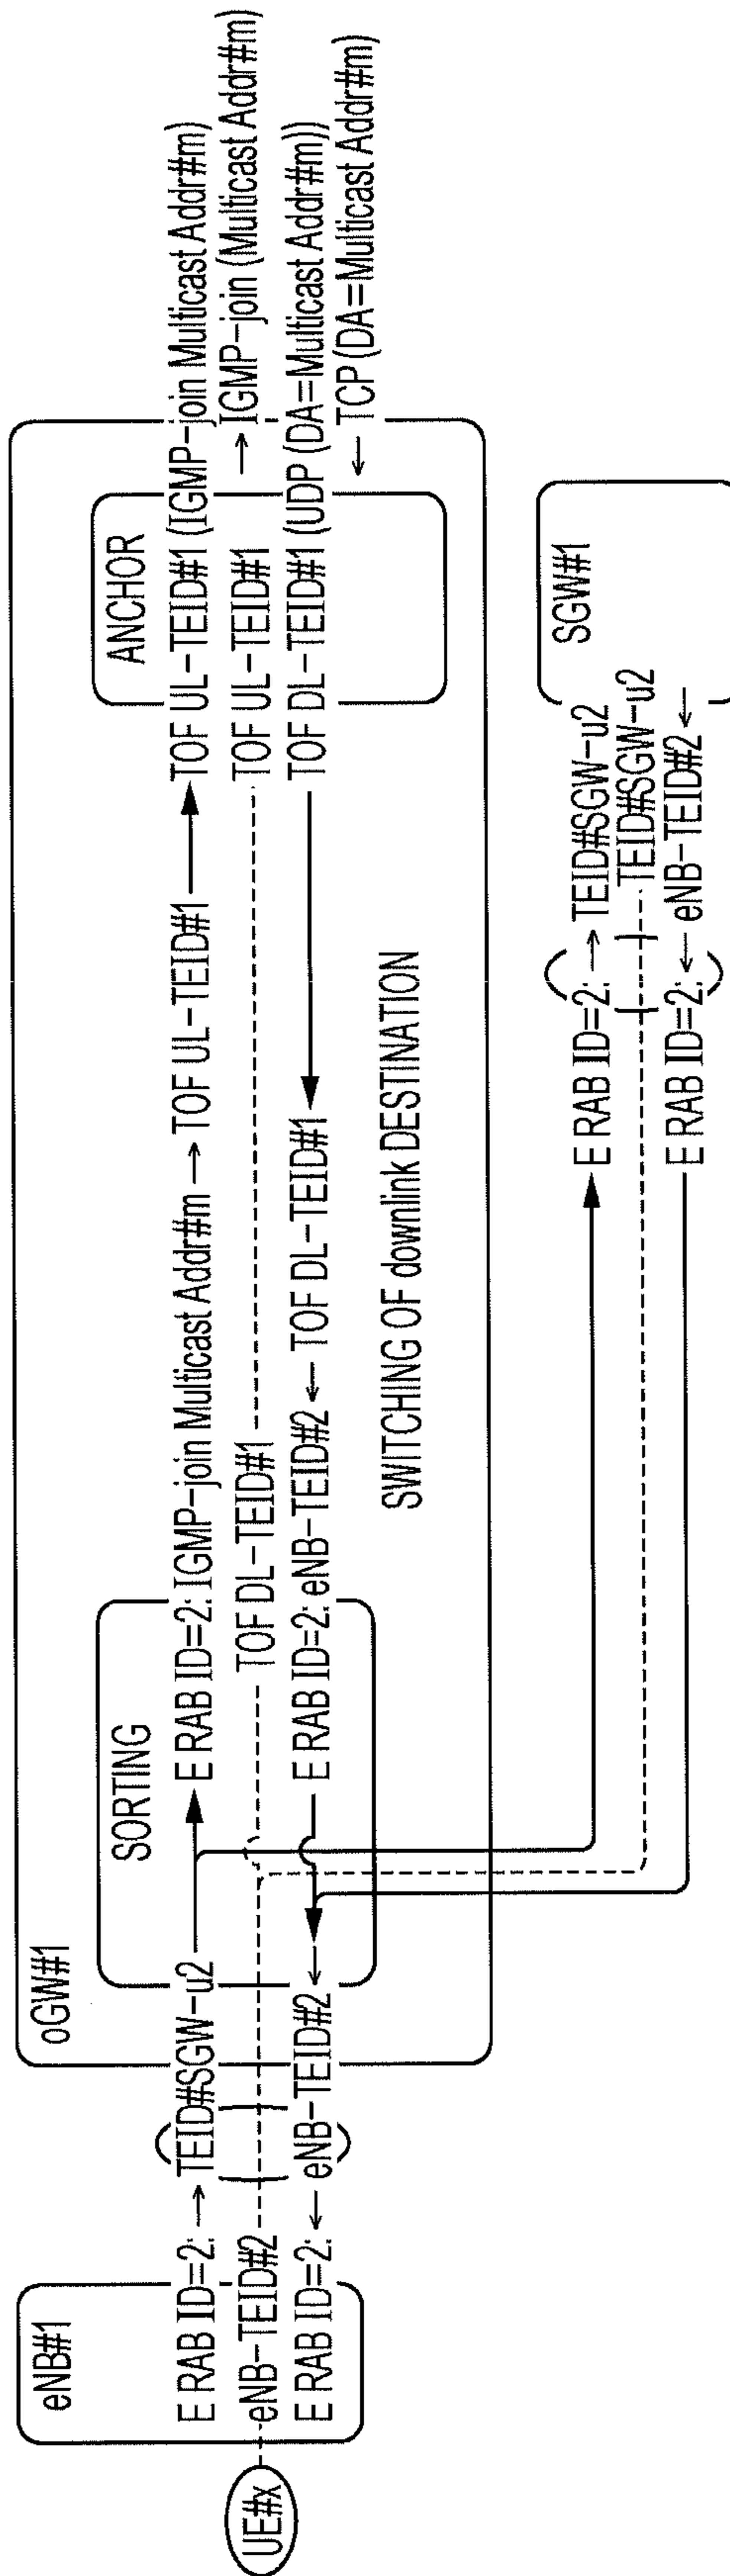 UE#x
eNB#1
E RAB ID=2: → TEID#SGW-u2
eNB-TEID#2
E RAB ID=2: ← eNB-TEID#2 ←
oGW#1
SORTING
E RAB ID=2: IGMP-join Multicast Addr#m → TOF UL-TEID#1
TOF DL-TEID#1
E RAB ID=2: eNB-TEID#2 ← TOF DL-TEID#1
SWITCHING OF downlink DESTINATION
ANCHOR
TOF UL-TEID#1 (IGMP-join Multicast Addr#m)
TOF UL-TEID#1 → IGMP-join (Multicast Addr#m)
TOF DL-TEID#1 (UDP (DA=Multicast Addr#m))
← TCP (DA=Multicast Addr#m)
SGW#1
E RAB ID=2: → TEID#SGW-u2
TEID#SGW-u2
E RAB ID=2: ← eNB-TEID#2 ←